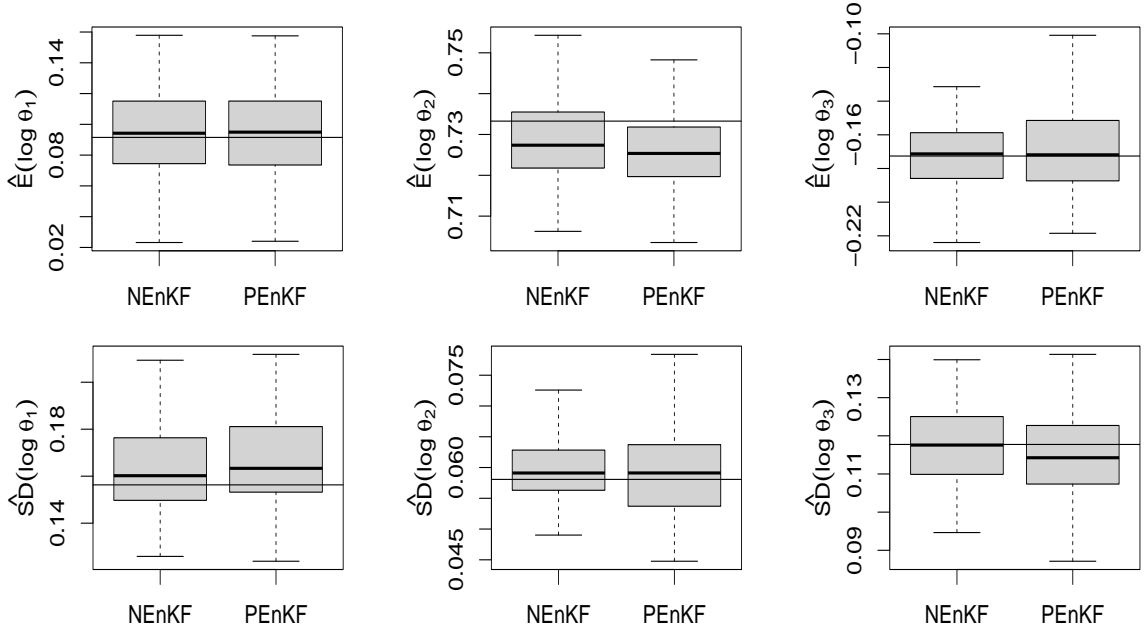 Ê(log θ₁)
0.02 0.08 0.14
NEnKF PEnKF
Ê(log θ₂)
0.71 0.73 0.75
NEnKF PEnKF
Ê(log θ₃)
−0.22 −0.16 −0.10
NEnKF PEnKF
SD̂(log θ₁)
0.14 0.18
NEnKF PEnKF
SD̂(log θ₂)
0.045 0.060 0.075
NEnKF PEnKF
SD̂(log θ₃)
0.09 0.11 0.13
NEnKF PEnKF